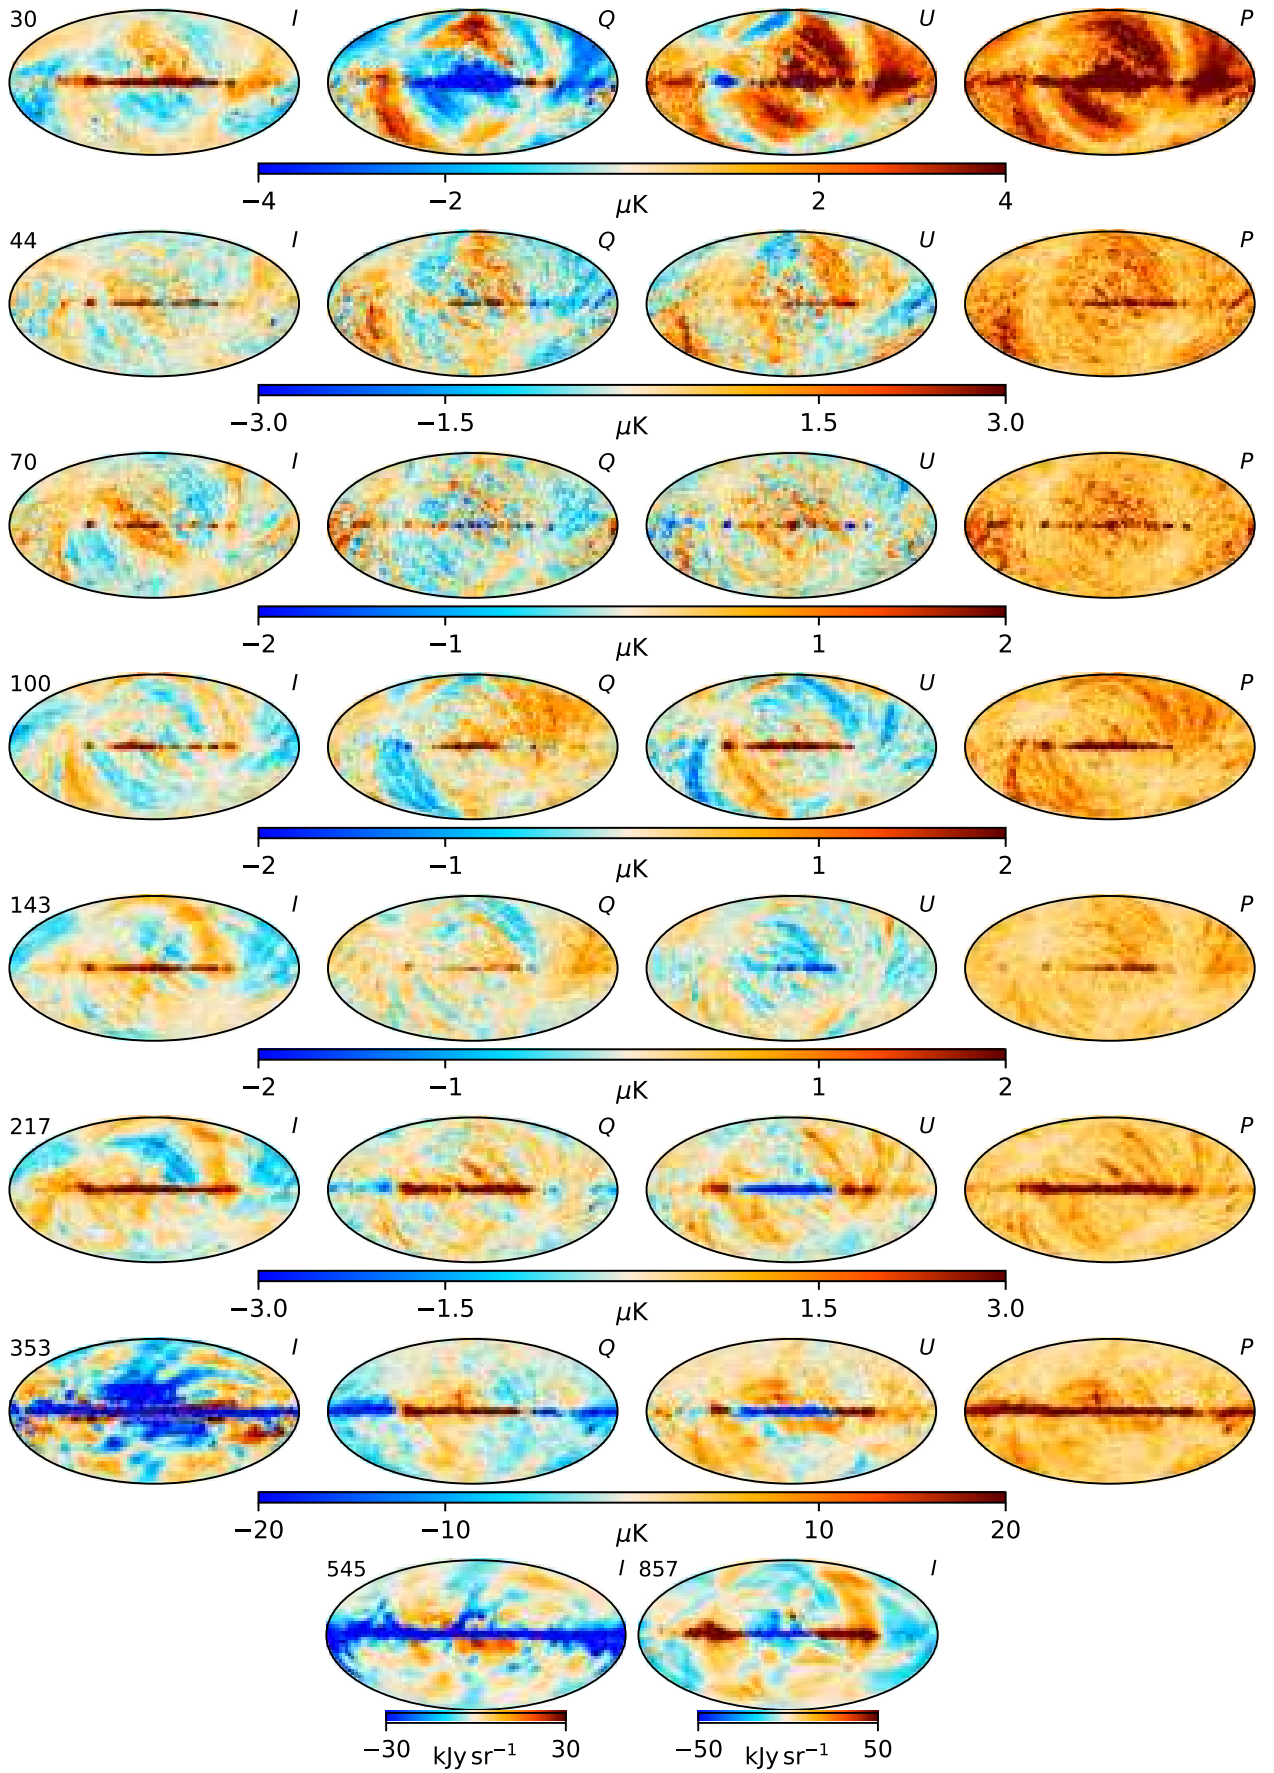 30 I Q U P
−4 −2 2 4
μK
44 I Q U P
−3.0 −1.5 1.5 3.0
μK
70 I Q U P
−2 −1 1 2
μK
100 I Q U P
−2 −1 1 2
μK
143 I Q U P
−2 −1 1 2
μK
217 I Q U P
−3.0 −1.5 1.5 3.0
μK
353 I Q U P
−20 −10 10 20
μK
545 I 857 I
−30 kJy sr⁻¹ 30 −50 kJy sr⁻¹ 50